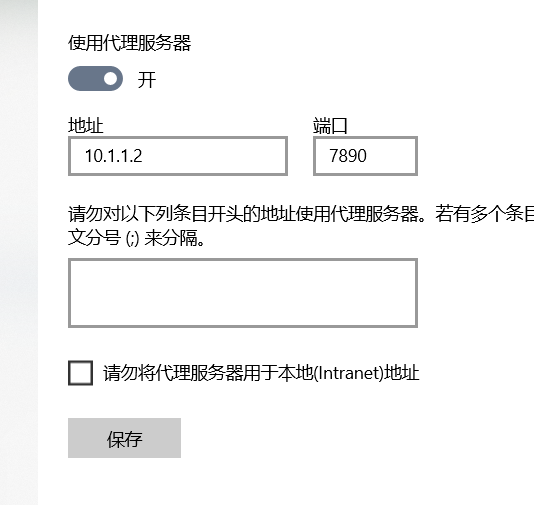 使用代理服务器
开
地址 端口
10.1.1.2 7890
请勿对以下列条目开头的地址使用代理服务器。若有多个条目
文分号 (;) 来分隔。
请勿将代理服务器用于本地(Intranet)地址
保存